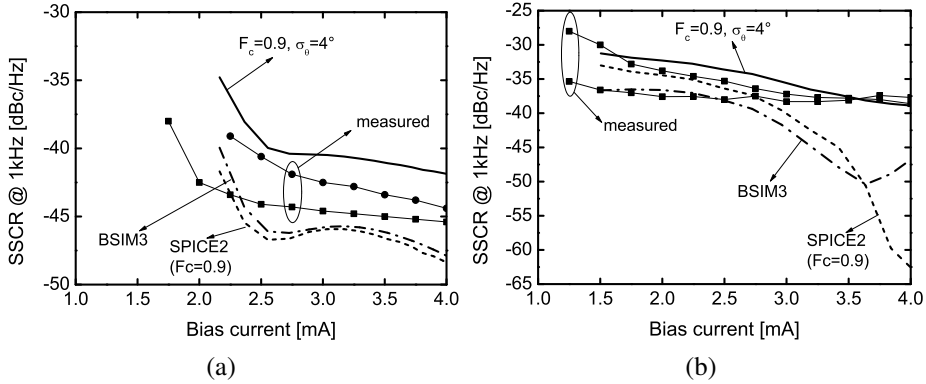 F_c=0.9, σ_θ=4°
measured
BSIM3
SPICE2
(Fc=0.9)
SSCR @ 1kHz [dBc/Hz]
-35
-40
-45
-50
1.0 1.5 2.0 2.5 3.0 3.5 4.0
Bias current [mA]
(a)
F_c=0.9, σ_θ=4°
measured
BSIM3
SPICE2
(Fc=0.9)
SSCR @ 1kHz [dBc/Hz]
-25
-30
-35
-40
-45
-50
-55
-60
-65
1.0 1.5 2.0 2.5 3.0 3.5 4.0
Bias current [mA]
(b)